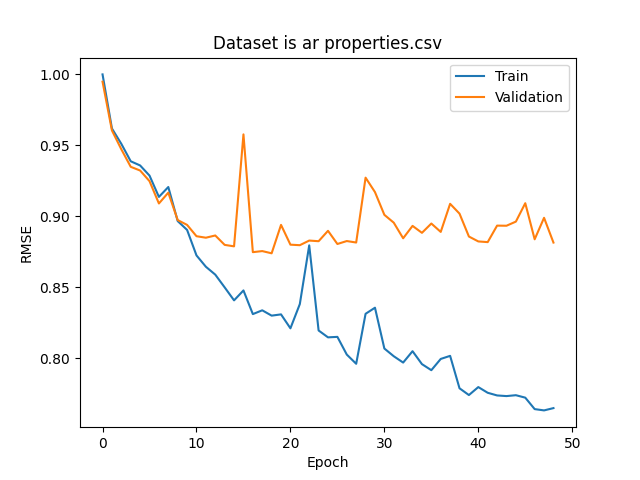 Dataset is ar properties.csv
Train
Validation
1.00
0.95
0.90
0.85
0.80
RMSE
0
10
20
30
40
50
Epoch